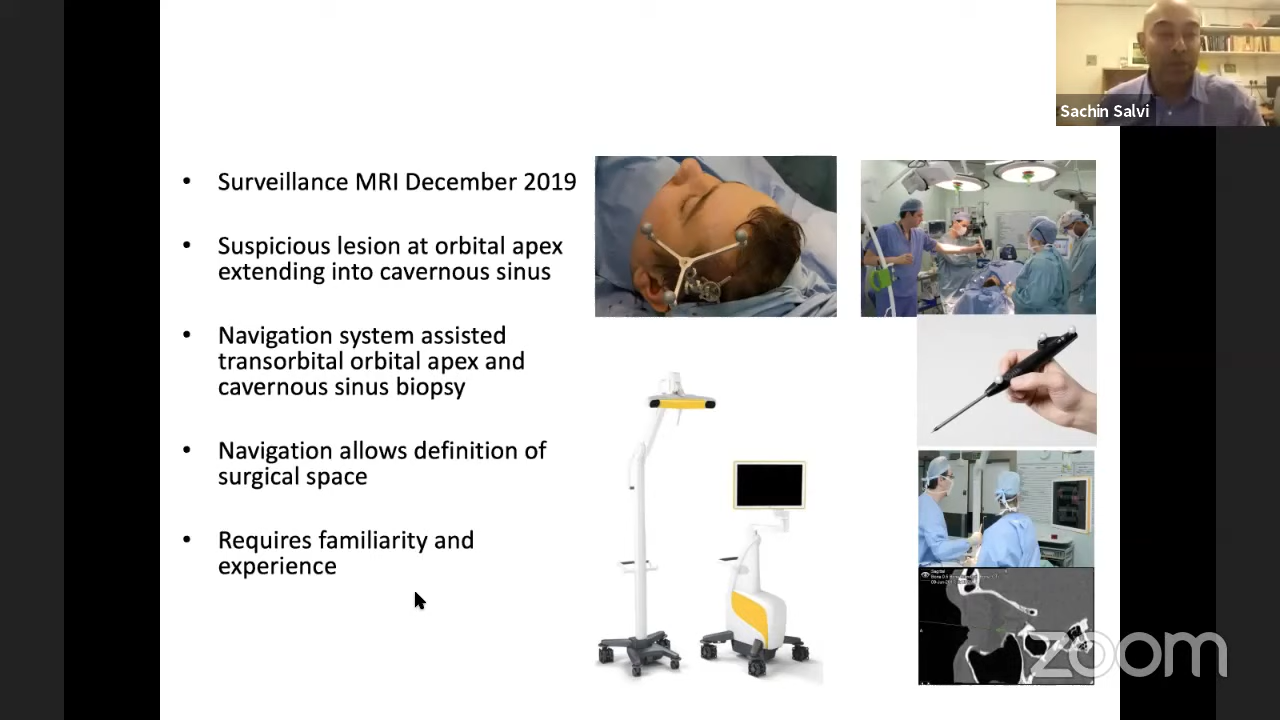 Sachin Salvi
• Surveillance MRI December 2019
• Suspicious lesion at orbital apex
extending into cavernous sinus
• Navigation system assisted
transorbital orbital apex and
cavernous sinus biopsy
• Navigation allows definition of
surgical space
• Requires familiarity and
experience
Sagittal
zoom